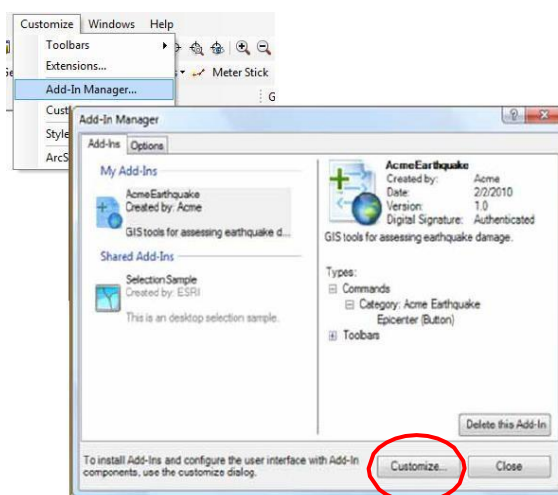 Customize Windows Help
Toolbars
Extensions...
Meter Stick
Add-In Manager...
G
Cust
Style
ArcS
Add-In Manager
Add-Ins Options
My Add-Ins
AcmeEarthquake
Created by: Acme
GIS tools for assessing earthquake d...
Shared Add-Ins
SelectionSample
Created by: ESRI
This is an desktop selection sample.
AcmeEarthquake
Created by: Acme
Date: 2/2/2010
Version: 1.0
Digital Signature: Authenticated
GIS tools for assessing earthquake damage.
Types:
Commands
Category: Acme Earthquake
Epicenter (Button)
Toolbars
Delete this Add-In
To install Add-Ins and configure the user interface with Add-In
components, use the customize dialog.
Customize...
Close